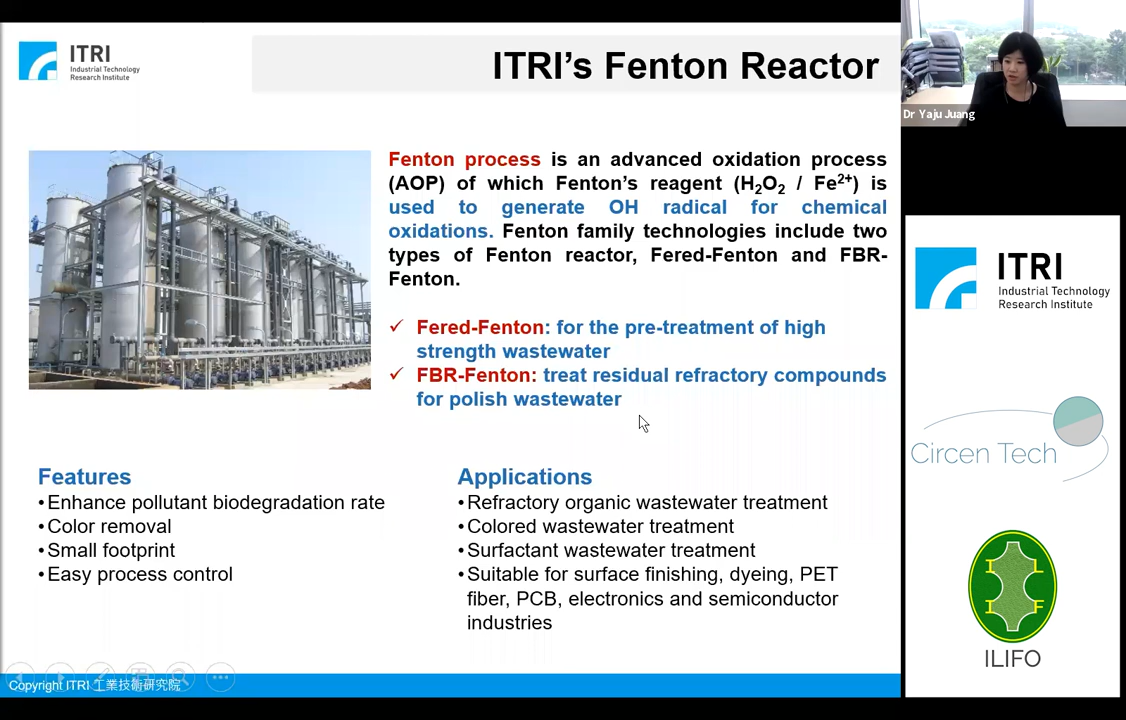 ITRI
Industrial Technology
Research Institute
ITRI's Fenton Reactor
Dr Yaju Juang
Fenton process is an advanced oxidation process
(AOP) of which Fenton's reagent (H₂O₂ / Fe²⁺) is
used to generate OH radical for chemical
oxidations. Fenton family technologies include two
types of Fenton reactor, Fered-Fenton and FBR-
Fenton.
✓ Fered-Fenton: for the pre-treatment of high
strength wastewater
✓ FBR-Fenton: treat residual refractory compounds
for polish wastewater
Features
•Enhance pollutant biodegradation rate
•Color removal
•Small footprint
•Easy process control
Applications
•Refractory organic wastewater treatment
•Colored wastewater treatment
•Surfactant wastewater treatment
•Suitable for surface finishing, dyeing, PET
fiber, PCB, electronics and semiconductor
industries
Copyright ITRI 工業技術研究院
ITRI
Industrial Technology
Research Institute
Circen Tech
I L
I F
ILIFO